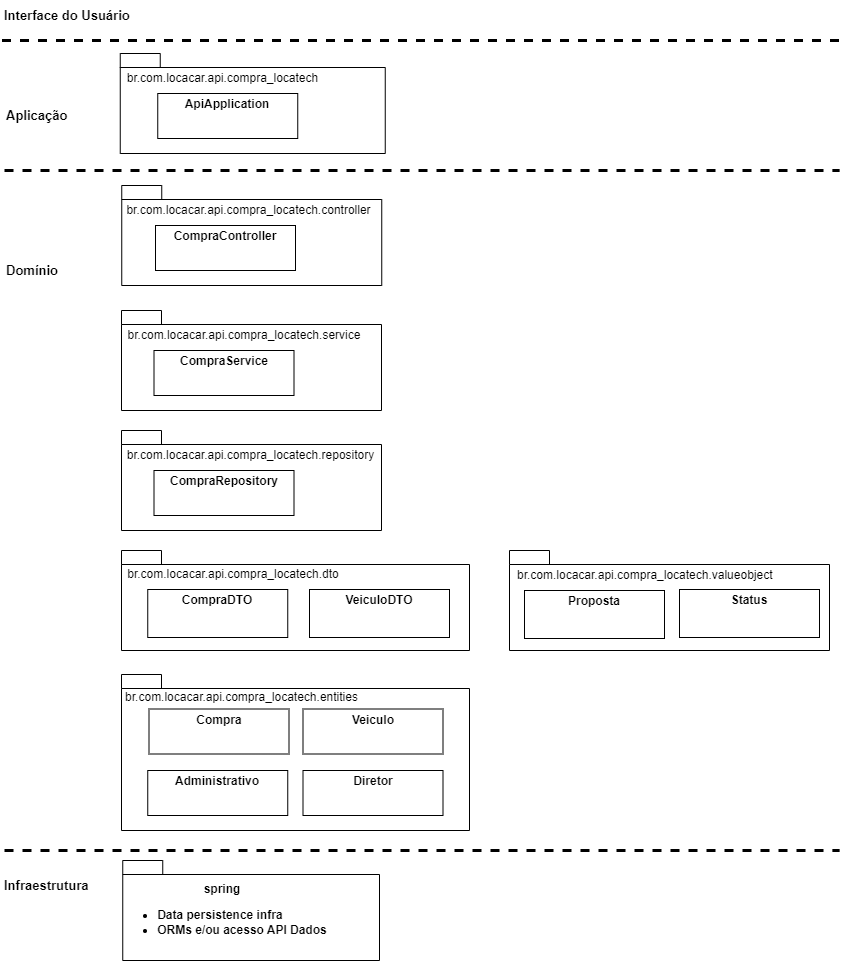 Interface do Usuário
br.com.locacar.api.compra_locatech
ApiApplication
Aplicação
br.com.locacar.api.compra_locatech.controller
CompraController
Domínio
br.com.locacar.api.compra_locatech.service
CompraService
br.com.locacar.api.compra_locatech.repository
CompraRepository
br.com.locacar.api.compra_locatech.dto
CompraDTO
VeiculoDTO
br.com.locacar.api.compra_locatech.valueobject
Proposta
Status
br.com.locacar.api.compra_locatech.entities
Compra
Veiculo
Administrativo
Diretor
Infraestrutura
spring
• Data persistence infra
• ORMs e/ou acesso API Dados